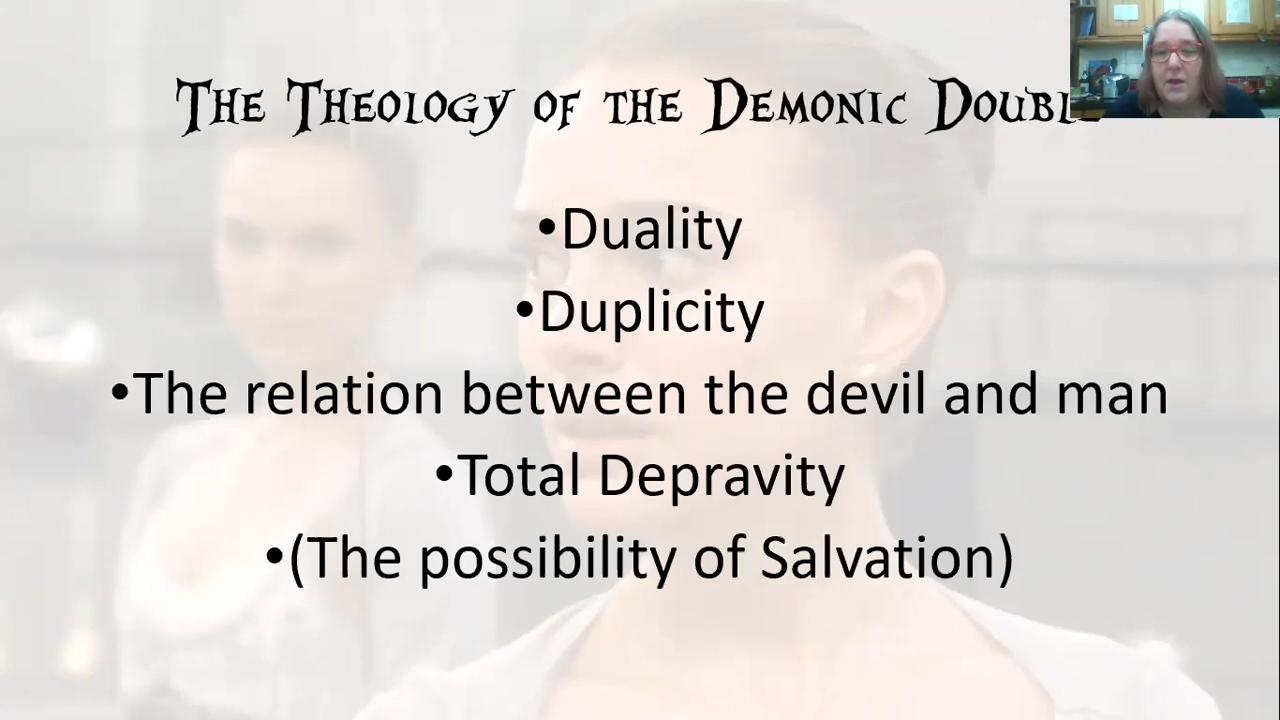 The Theology of the Demonic Double
•Duality
•Duplicity
•The relation between the devil and man
•Total Depravity
•(The possibility of Salvation)